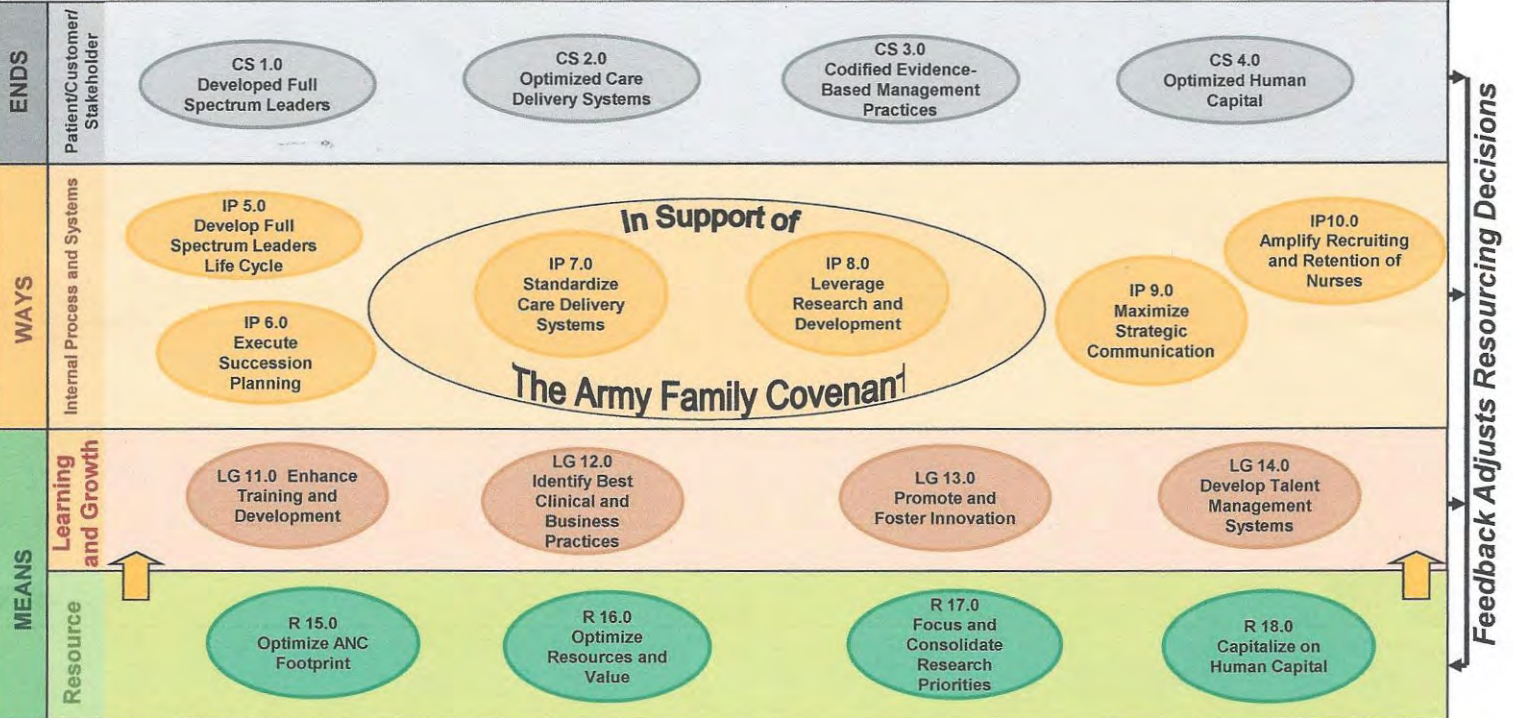 ENDS
Patient/Customer/
Stakeholder
CS 1.0
Developed Full
Spectrum Leaders
CS 2.0
Optimized Care
Delivery Systems
CS 3.0
Codified Evidence-
Based Management
Practices
CS 4.0
Optimized Human
Capital
WAYS
Internal Process and Systems
IP 5.0
Develop Full
Spectrum Leaders
Life Cycle
IP 6.0
Execute
Succession
Planning
In Support of
IP 7.0
Standardize
Care Delivery
Systems
IP 8.0
Leverage
Research and
Development
The Army Family Covenant
IP 9.0
Maximize
Strategic
Communication
IP10.0
Amplify Recruiting
and Retention of
Nurses
MEANS
Learning
and Growth
LG 11.0 Enhance
Training and
Development
LG 12.0
Identify Best
Clinical and
Business
Practices
LG 13.0
Promote and
Foster Innovation
LG 14.0
Develop Talent
Management
Systems
Resource
R 15.0
Optimize ANC
Footprint
R 16.0
Optimize
Resources and
Value
R 17.0
Focus and
Consolidate
Research
Priorities
R 18.0
Capitalize on
Human Capital
Feedback Adjusts Resourcing Decisions